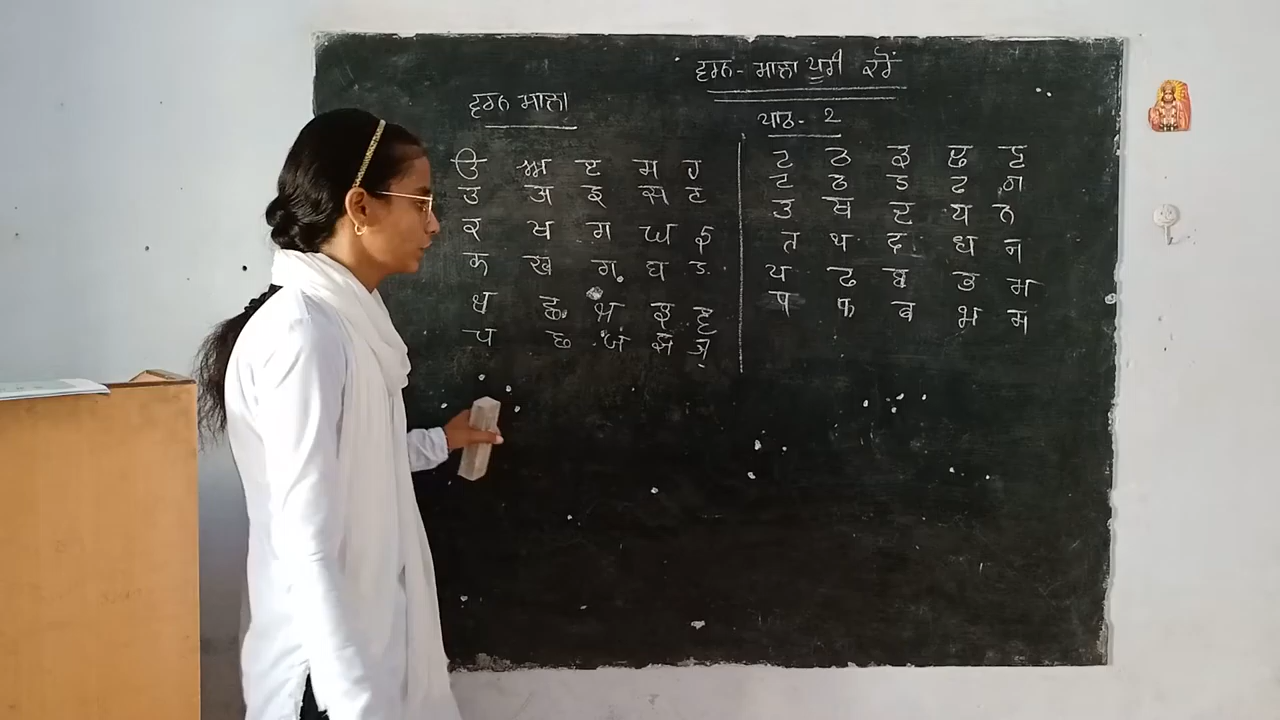 ਵਰਨ - ਮਾਲਾ ਪੂਰੀ ਕਰੋਂ
ਵਰਨ ਮਾਲਾ
ੳ ਅ ੲ ਸ ਹ
उ अ इ स ह
ਕ ਖ ਗ ਘ ਙ
क ख ग घ ङ
ਚ ਛ ਜ ਝ ਞ
च छ ज झ ञ
ਪਾਠ - 2
ਟ ਠ ਡ ਢ ਣ
ट ठ ड ढ ण
ਤ ਥ ਦ ਧ ਨ
त थ द ध न
ਪ ਫ ਬ ਭ ਮ
प फ ब भ म